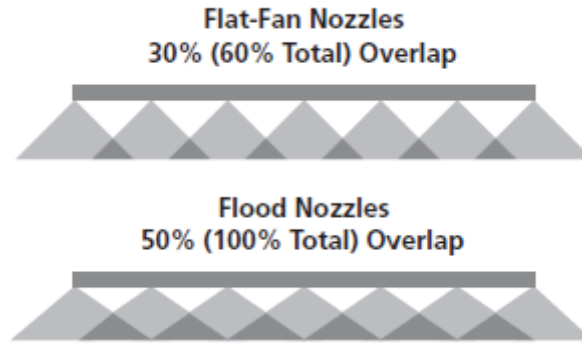 Flat-Fan Nozzles
30% (60% Total) Overlap
Flood Nozzles
50% (100% Total) Overlap